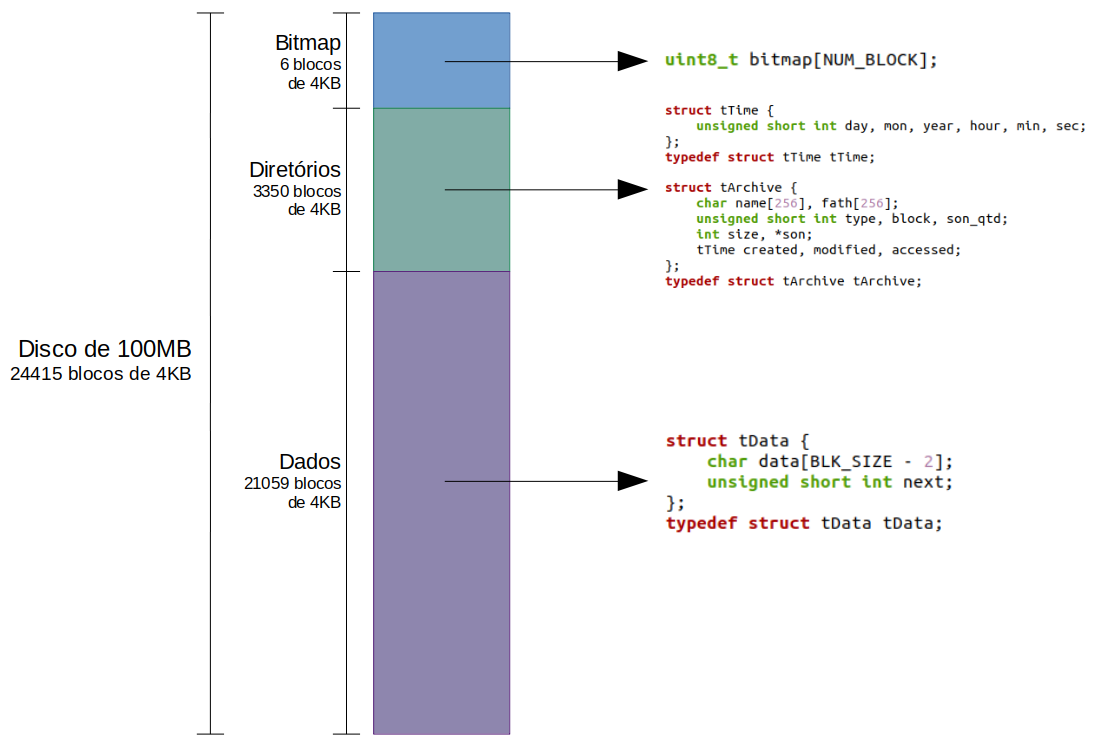 Bitmap
6 blocos
de 4KB
uint8_t bitmap[NUM_BLOCK];
Diretórios
3350 blocos
de 4KB
struct tTime {
unsigned short int day, mon, year, hour, min, sec;
};
typedef struct tTime tTime;
struct tArchive {
char name[256], fath[256];
unsigned short int type, block, son_qtd;
int size, *son;
tTime created, modified, accessed;
};
typedef struct tArchive tArchive;
Disco de 100MB
24415 blocos de 4KB
Dados
21059 blocos
de 4KB
struct tData {
char data[BLK_SIZE - 2];
unsigned short int next;
};
typedef struct tData tData;